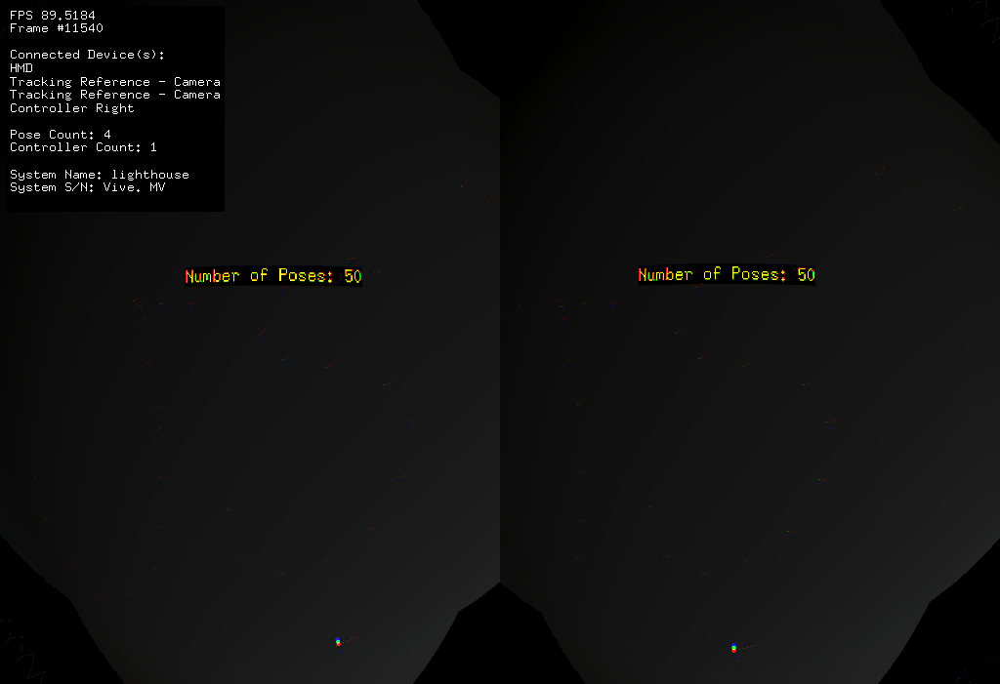 FPS 89.5184
Frame #11540
Connected Device(s):
HMD
Tracking Reference - Camera
Tracking Reference - Camera
Controller Right
Pose Count: 4
Controller Count: 1
System Name: lighthouse
System S/N: Vive. MV
Number of Poses: 50
Number of Poses: 50